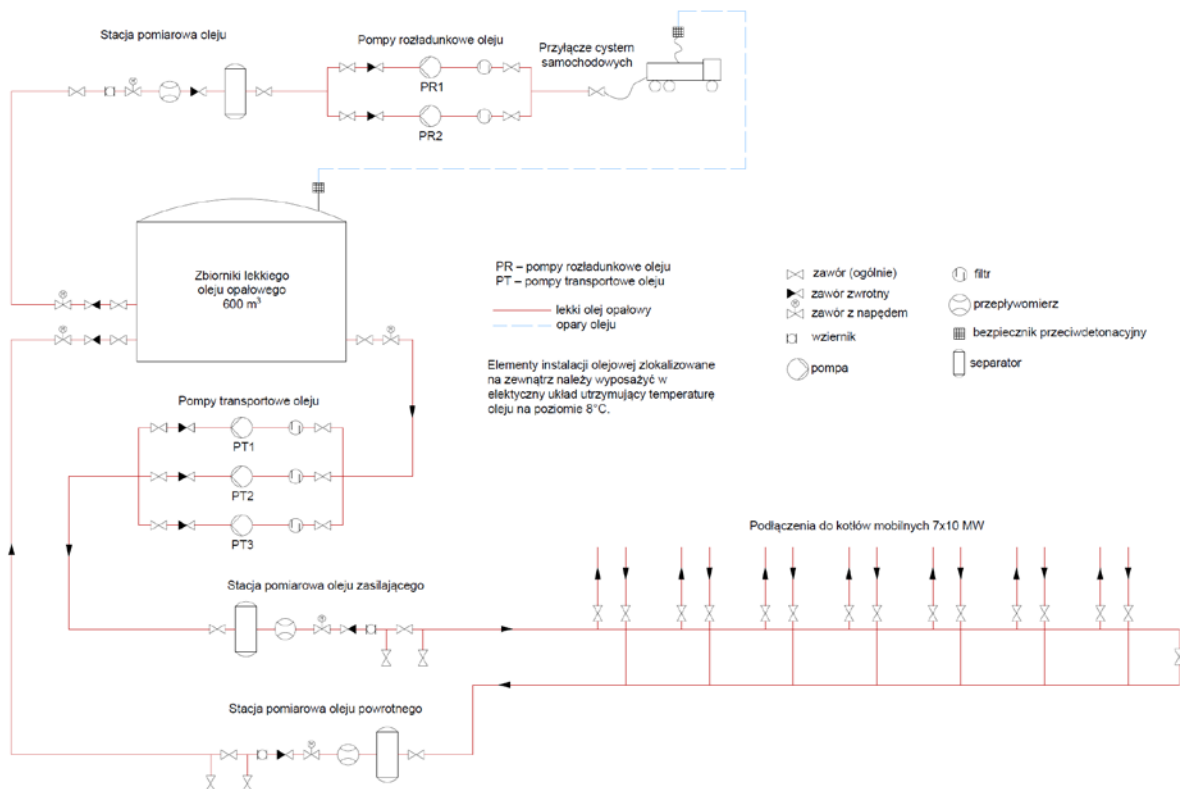 Stacja pomiarowa oleju
Pompy rozładunkowe oleju
Przyłącze cystern
samochodowych
PR1
PR2
Zbiorniki lekkiego
oleju opałowego
600 m³
PR – pompy rozładunkowe oleju
PT – pompy transportowe oleju
lekki olej opałowy
opary oleju
Elementy instalacji olejowej zlokalizowane
na zewnątrz należy wyposażyć w
elektyczny układ utrzymujący temperaturę
oleju na poziomie 8°C.
zawór (ogólnie)
zawór zwrotny
zawór z napędem
wziernik
pompa
filtr
przepływomierz
bezpiecznik przeciwdetonacyjny
separator
Pompy transportowe oleju
PT1
PT2
PT3
Podłączenia do kotłów mobilnych 7x10 MW
Stacja pomiarowa oleju zasilającego
Stacja pomiarowa oleju powrotnego